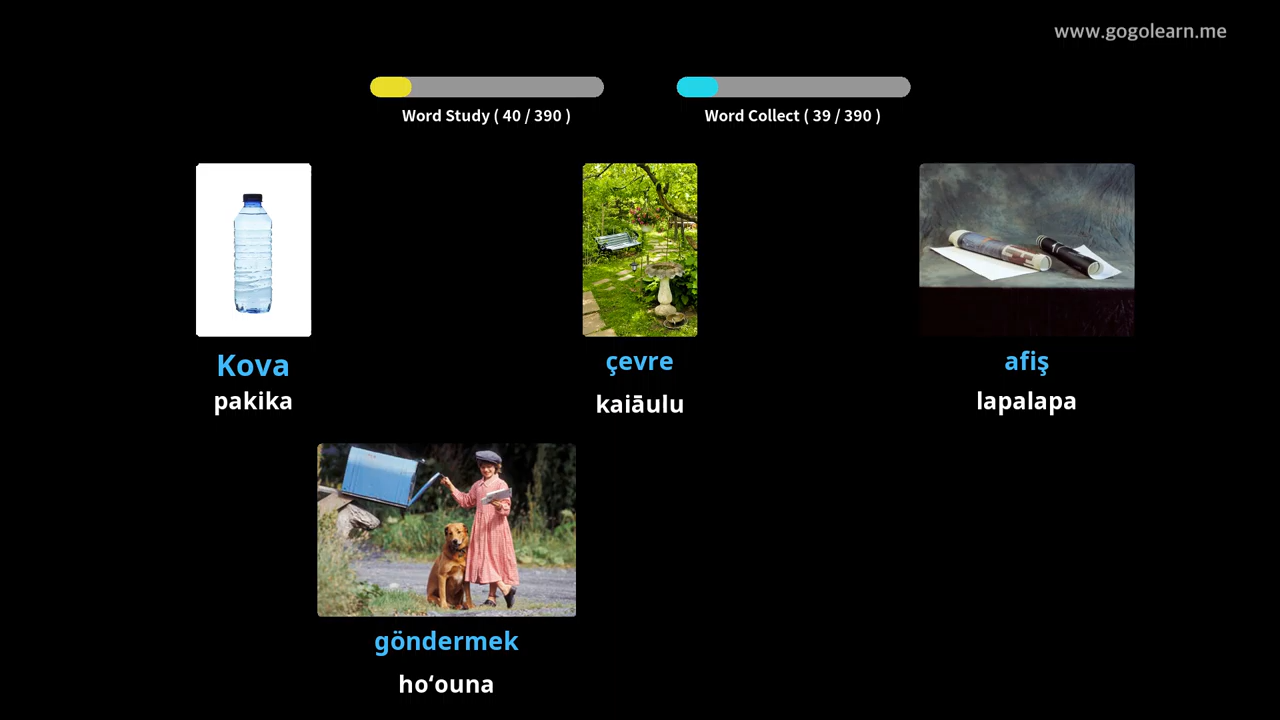 www.gogolearn.me
Word Study ( 40 / 390 )
Word Collect ( 39 / 390 )
Kova
pakika
çevre
kaiāulu
afiş
lapalapa
göndermek
hoʻouna